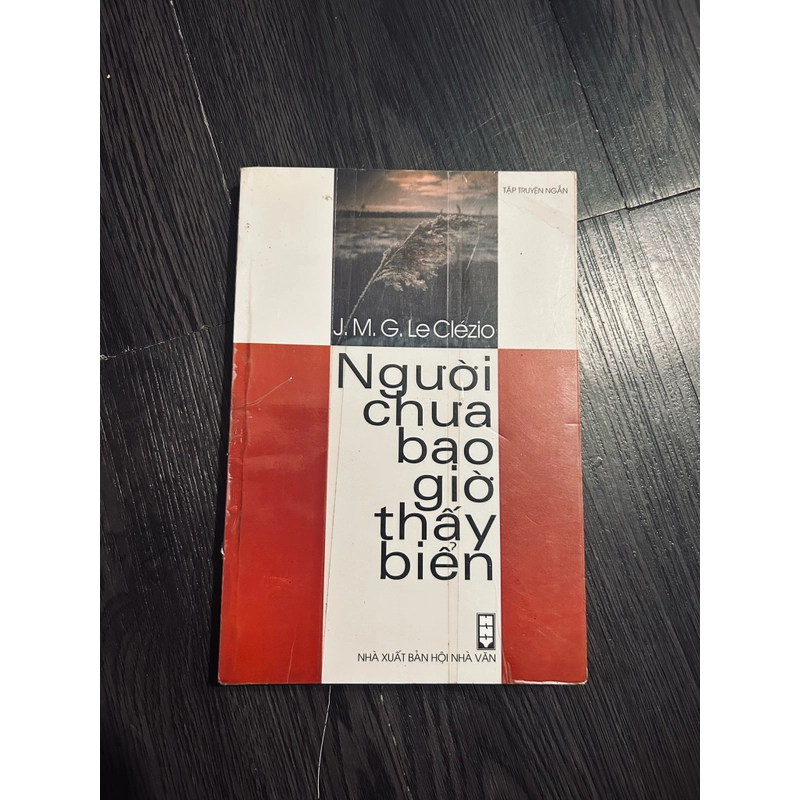 TẬP TRUYỆN NGẮN
J. M. G. Le Clézio
Người
chưa
bao
giờ
thấy
biển
NHÀ XUẤT BẢN HỘI NHÀ VĂN